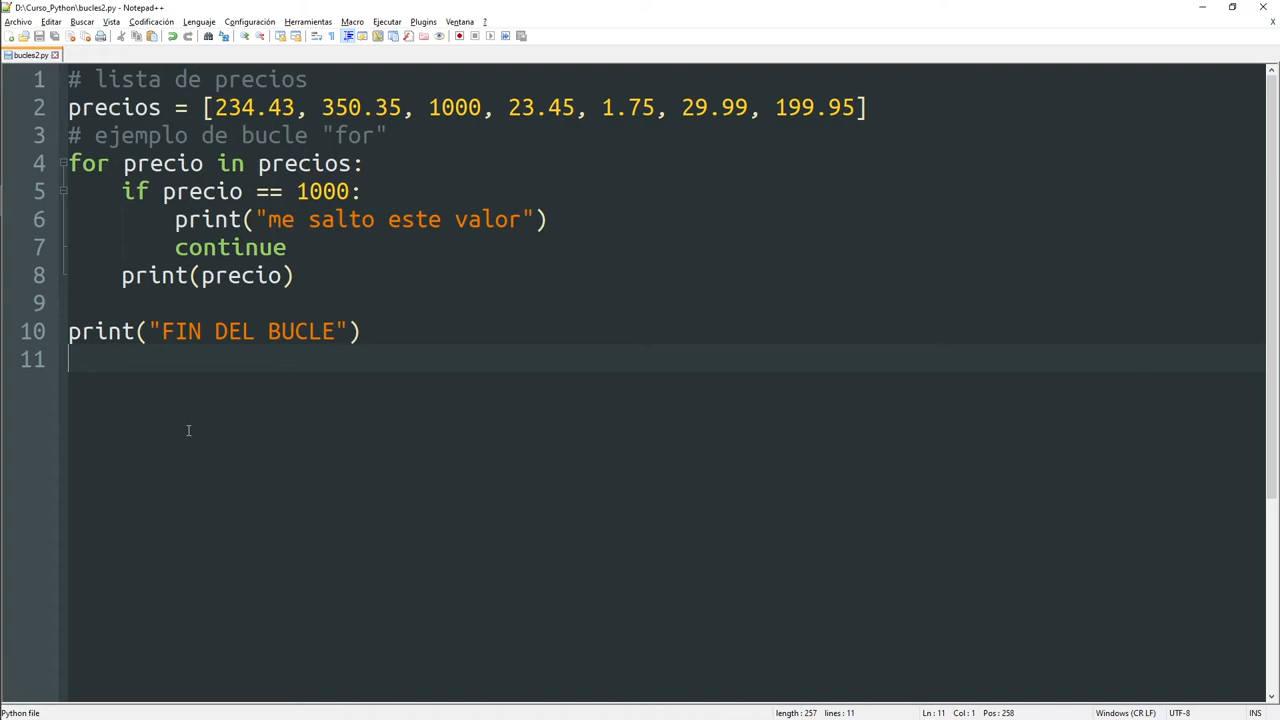 D:\Curso_Python\bucles2.py - Notepad++
Archivo Editar Buscar Vista Codificación Lenguaje Configuración Herramientas Macro Ejecutar Plugins Ventana ? X
bucles2.py
1 # lista de precios
2 precios = [234.43, 350.35, 1000, 23.45, 1.75, 29.99, 199.95]
3 # ejemplo de bucle "for"
4 for precio in precios:
5 if precio == 1000:
6 print("me salto este valor")
7 continue
8 print(precio)
9
10 print("FIN DEL BUCLE")
11
Python file length : 257 lines : 11 Ln : 11 Col : 1 Pos : 258 Windows (CR LF) UTF-8 INS